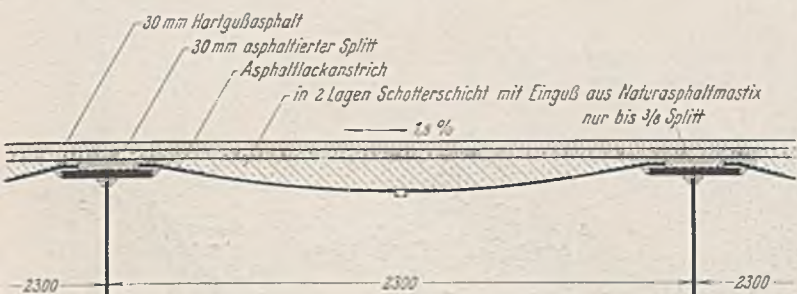 30 mm Hartgußasphalt
30 mm asphaltierter Splitt
Asphaltlackanstrich
in 2 Lagen Schotterschicht mit Einguß aus Naturasphaltmastix
nur bis 3/8 Splitt
1,8 %
2300 2300 2300